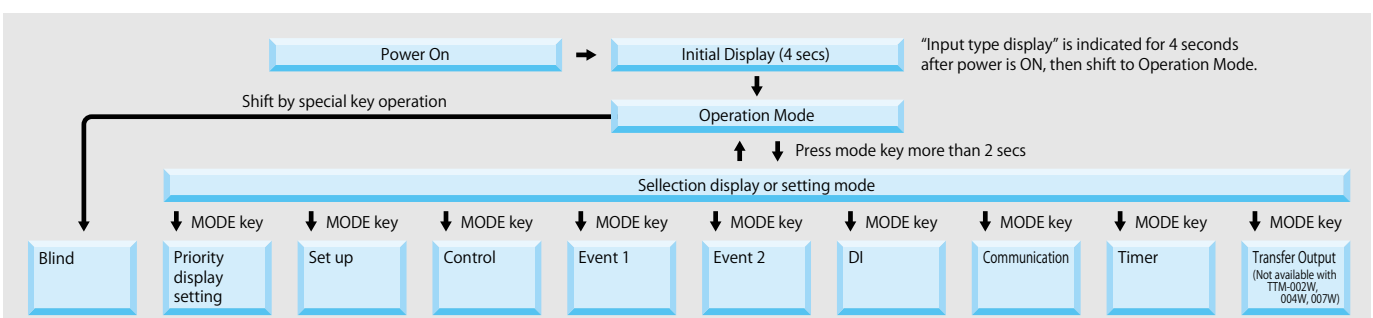 Power On
Initial Display (4 secs)
“Input type display” is indicated for 4 seconds
after power is ON, then shift to Operation Mode.
Shift by special key operation
Operation Mode
Press mode key more than 2 secs
Sellection display or setting mode
MODE key
MODE key
MODE key
MODE key
MODE key
MODE key
MODE key
MODE key
MODE key
Blind
Priority
display
setting
Set up
Control
Event 1
Event 2
DI
Communication
Timer
Transfer Output
(Not available with
TTM-002W,
004W, 007W)